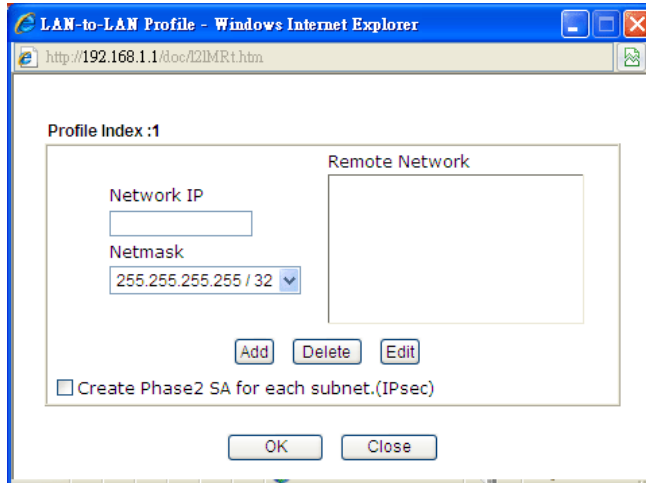 LAN-to-LAN Profile - Windows Internet Explorer
http://192.168.1.1/doc/l2lMRt.htm
Profile Index :1
Remote Network
Network IP
Netmask
255.255.255.255 / 32
Add Delete Edit
Create Phase2 SA for each subnet.(IPsec)
OK Close